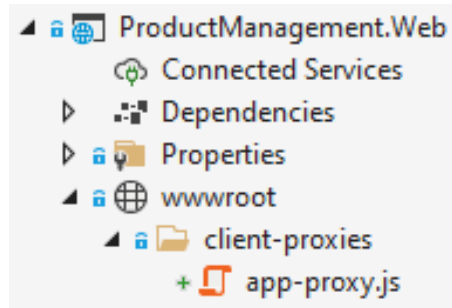 ProductManagement.Web
Connected Services
Dependencies
Properties
wwwroot
client-proxies
app-proxy.js